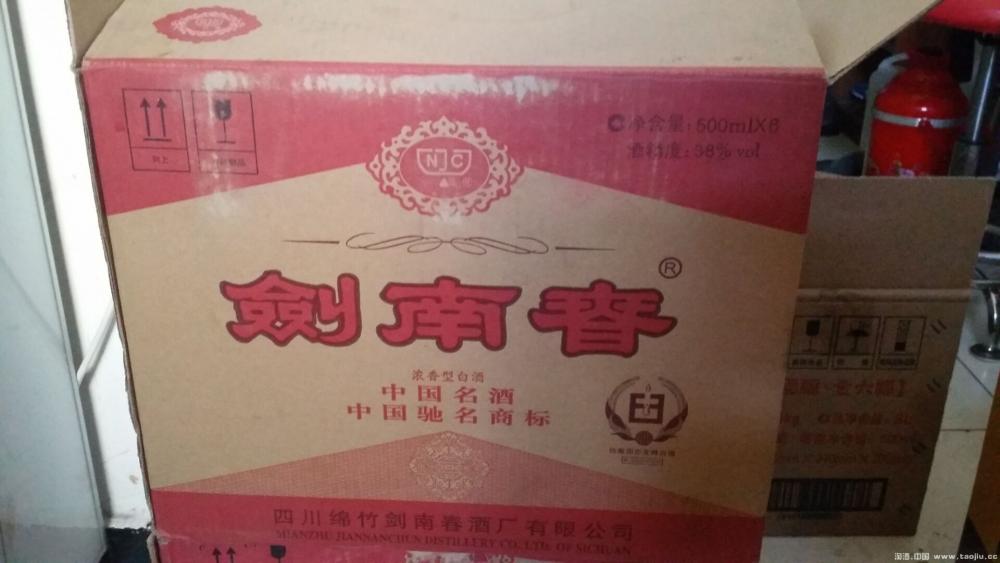 向上
NJC
净含量: 500mlX6
酒精度: 38% vol
劍南春®
浓香型白酒
中国名酒
中国驰名商标
四川绵竹剑南春酒厂有限公司
MIANZHU JIANNANCHUN DISTILLERY CO., LTD. OF SICHUAN
淘酒.中国 www.taojiu.cc